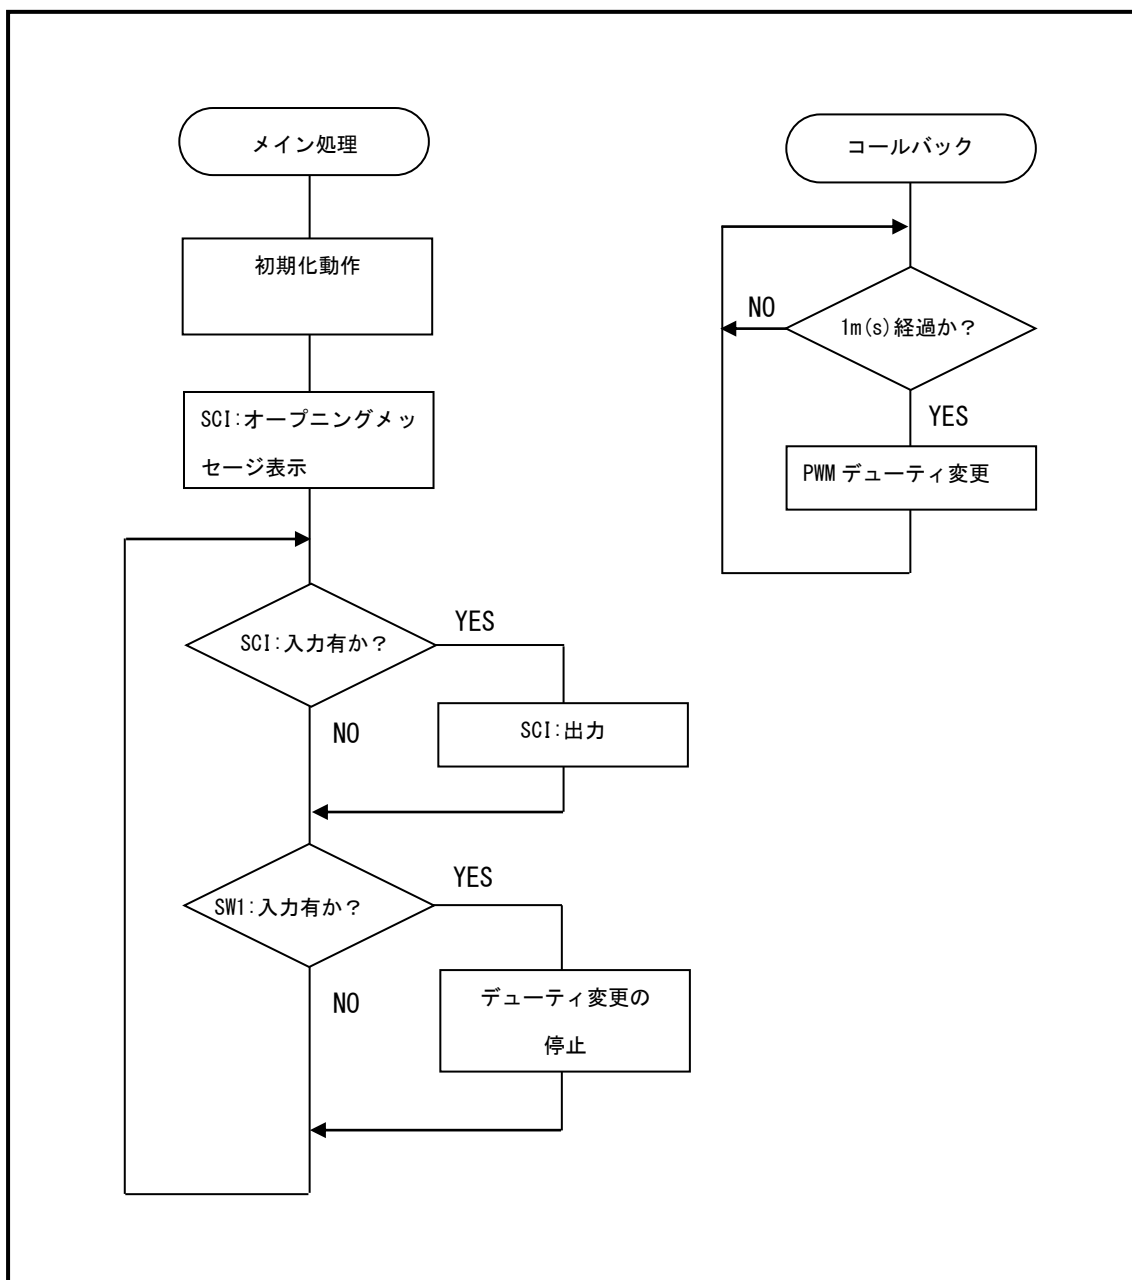 メイン処理
初期化動作
SCI:オープニングメッ
セージ表示
SCI:入力有か？
YES
NO
SCI:出力
SW1:入力有か？
YES
NO
デューティ変更の
停止
コールバック
NO
1m(s)経過か？
YES
PWM デューティ変更